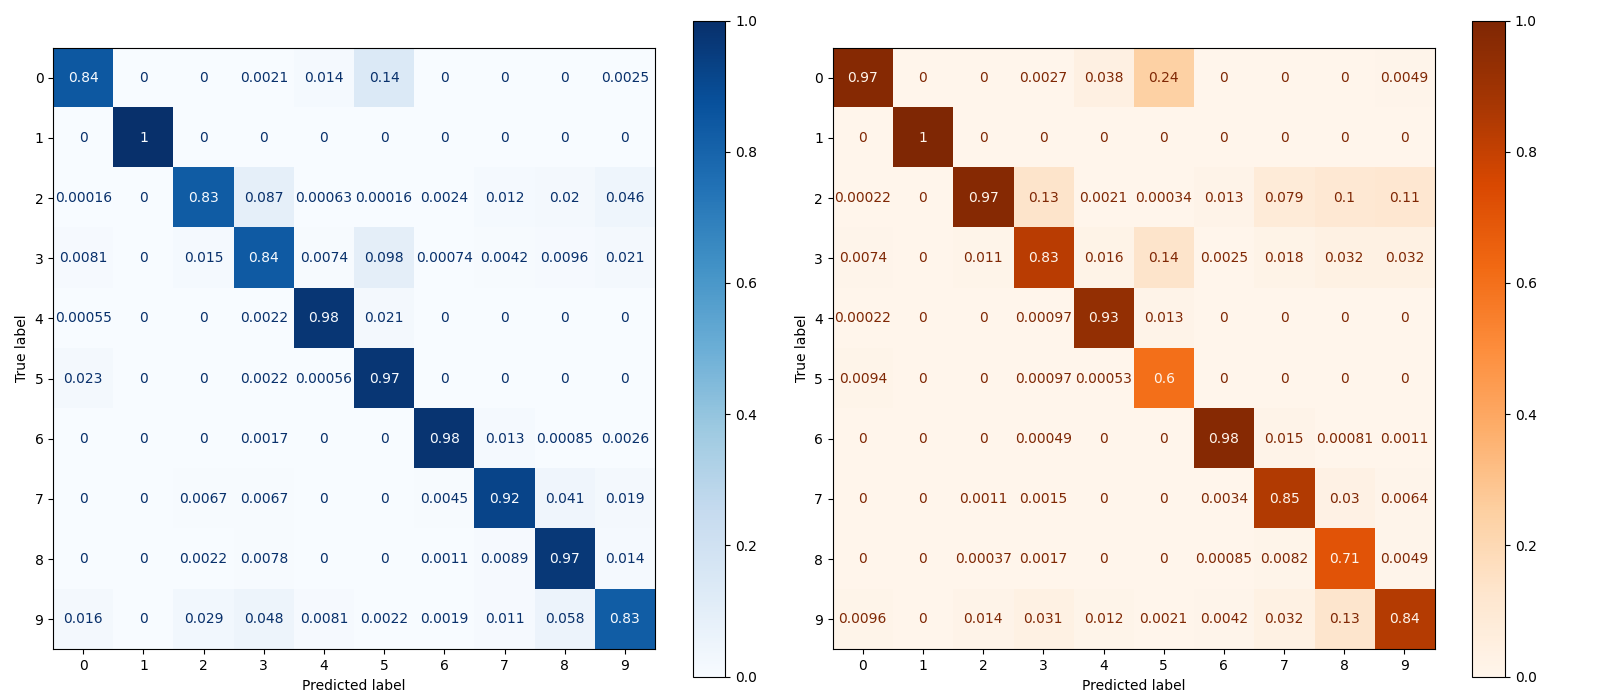 0 0.84 0 0 0.0021 0.014 0.14 0 0 0 0.0025
1 0 1 0 0 0 0 0 0 0 0
2 0.00016 0 0.83 0.087 0.00063 0.00016 0.0024 0.012 0.02 0.046
3 0.0081 0 0.015 0.84 0.0074 0.098 0.00074 0.0042 0.0096 0.021
4 0.00055 0 0 0.0022 0.98 0.021 0 0 0 0
5 0.023 0 0 0.0022 0.00056 0.97 0 0 0 0
6 0 0 0 0.0017 0 0 0.98 0.013 0.00085 0.0026
7 0 0 0.0067 0.0067 0 0 0.0045 0.92 0.041 0.019
8 0 0 0.0022 0.0078 0 0 0.0011 0.0089 0.97 0.014
9 0.016 0 0.029 0.048 0.0081 0.0022 0.0019 0.011 0.058 0.83
0 1 2 3 4 5 6 7 8 9
Predicted label
True label
1.0
0.8
0.6
0.4
0.2
0.0
0 0.97 0 0 0.0027 0.038 0.24 0 0 0 0.0049
1 0 1 0 0 0 0 0 0 0 0
2 0.00022 0 0.97 0.13 0.0021 0.00034 0.013 0.079 0.1 0.11
3 0.0074 0 0.011 0.83 0.016 0.14 0.0025 0.018 0.032 0.032
4 0.00022 0 0 0.00097 0.93 0.013 0 0 0 0
5 0.0094 0 0 0.00097 0.00053 0.6 0 0 0 0
6 0 0 0 0.00049 0 0 0.98 0.015 0.00081 0.0011
7 0 0 0.0011 0.0015 0 0 0.0034 0.85 0.03 0.0064
8 0 0 0.00037 0.0017 0 0 0.00085 0.0082 0.71 0.0049
9 0.0096 0 0.014 0.031 0.012 0.0021 0.0042 0.032 0.13 0.84
0 1 2 3 4 5 6 7 8 9
Predicted label
True label
1.0
0.8
0.6
0.4
0.2
0.0